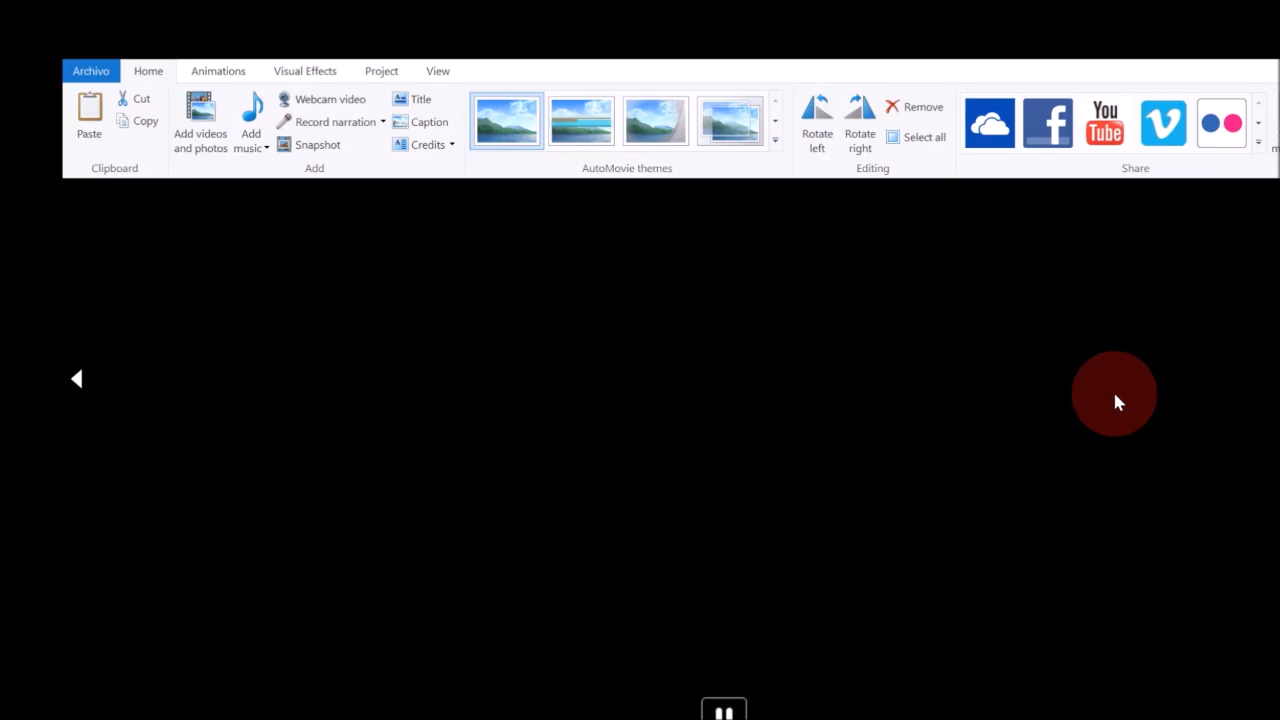 Archivo Home Animations Visual Effects Project View
Paste
Cut
Copy
Clipboard
Add videos
and photos
Add
music
Webcam video
Record narration
Snapshot
Title
Caption
Credits
Add
AutoMovie themes
Rotate
left
Rotate
right
Remove
Select all
Editing
f
You
Tube
v
Share